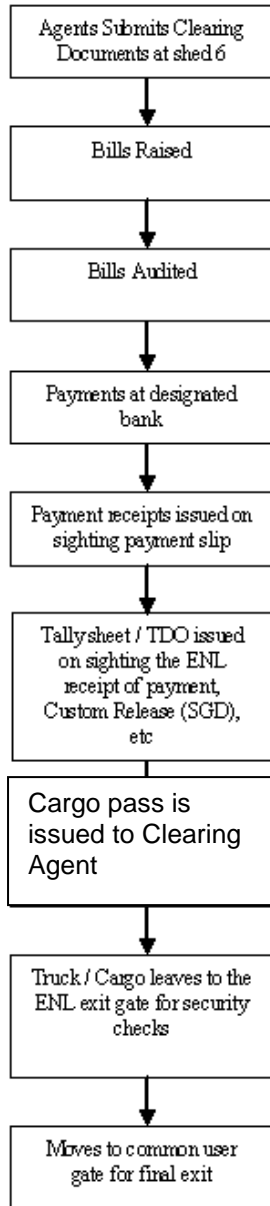 Agents Submits Clearing
Documents at shed 6
Bills Raised
Bills Audited
Payments at designated
bank
Payment receipts issued on
sighting payment slip
Tallysheet / TDO issued
on sighting the ENL
receipt of payment,
Custom Release (SGD),
etc
Cargo pass is
issued to Clearing
Agent
Truck / Cargo leaves to the
ENL exit gate for security
checks
Moves to common user
gate for final exit